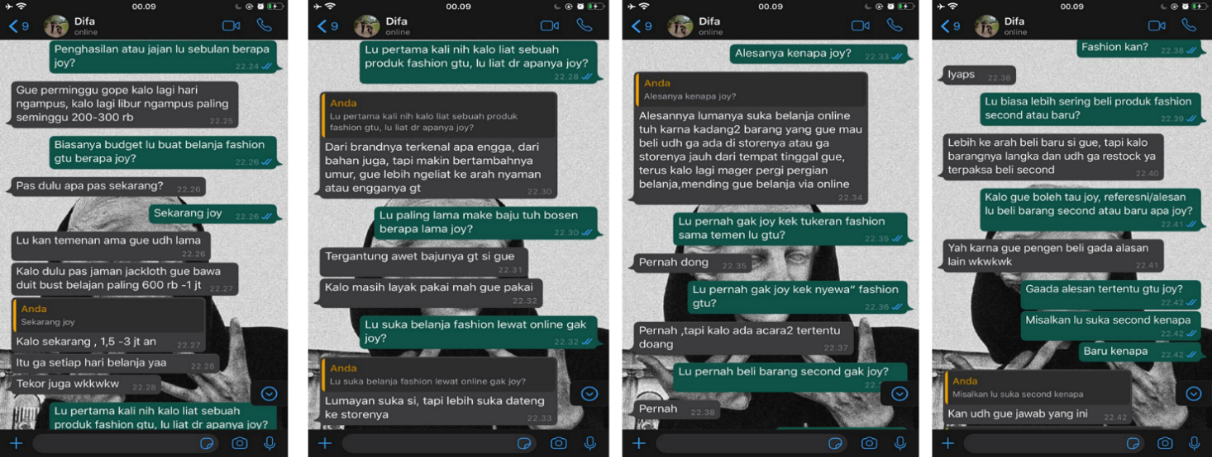 00.09
9
Difa
online
Penghasilan atau jajan lu sebulan berapa
joy?
22.24
Gue perminggu gope kalo lagi hari
ngampus, kalo lagi libur ngampus paling
seminggu 200-300 rb
22.25
Biasanya budget lu buat belanja fashion
gtu berapa joy?
22.26
Pas dulu apa pas sekarang?
22.26
Sekarang joy
22.26
Lu kan temenan ama gue udh lama
22.26
Kalo dulu pas jaman jackloth gue bawa
duit bust belajan paling 600 rb -1 jt
22.27
Anda
Sekarang joy
Kalo sekarang , 1,5 -3 jt an
22.27
Itu ga setiap hari belanja yaa
22.28
Tekor juga wkkwkw
22.28
Lu pertama kali nih kalo liat sebuah
produk fashion gtu, lu liat dr apanya joy?
00.09
9
Difa
online
Lu pertama kali nih kalo liat sebuah
produk fashion gtu, lu liat dr apanya joy?
22.28
Anda
Lu pertama kali nih kalo liat sebuah produk
fashion gtu, lu liat dr apanya joy?
Dari brandnya terkenal apa engga, dari
bahan juga, tapi makin bertambahnya
umur, gue lebih ngeliat ke arah nyaman
atau engganya gt
22.30
Lu paling lama make baju tuh bosen
berapa lama joy?
22.30
Tergantung awet bajunya gt si gue
22.31
Kalo masih layak pakai mah gue pakai
22.32
Lu suka belanja fashion lewat online gak
joy?
22.32
Anda
Lu suka belanja fashion lewat online gak joy?
Lumayan suka si, tapi lebih suka dateng
ke storenya
22.33
00.09
9
Difa
online
Alesanya kenapa joy?
22.33
Anda
Alesanya kenapa joy?
Alesannya lumanya suka belanja online
tuh karna kadang2 barang yang gue mau
beli udh ga ada di storenya atau ga
storenya jauh dari tempat tinggal gue,
terus kalo lagi mager pergi pergian
belanja,mending gue belanja via online
22.34
Lu pernah gak joy kek tukeran fashion
sama temen lu gtu?
22.35
Pernah dong
22.35
Lu pernah gak joy kek nyewa“ fashion
gtu?
22.36
Pernah ,tapi kalo ada acara2 tertentu
doang
22.37
Lu pernah beli barang second gak joy?
Pernah
22.38
00.09
9
Difa
online
Fashion kan?
22.38
Iyaps
22.38
Lu biasa lebih sering beli produk fashion
second atau baru?
22.39
Lebih ke arah beli baru si gue, tapi kalo
barangnya langka dan udh ga restock ya
terpaksa beli second
22.40
Kalo gue boleh tau joy, referesni/alesan
lu beli barang second atau baru apa joy?
22.41
Yah karna gue pengen beli gada alasan
lain wkwkwk
22.41
Gaada alesan tertentu gtu joy?
22.42
Misalkan lu suka second kenapa
22.42
Baru kenapa
22.42
Anda
Misalkan lu suka second kenapa
Kan udh gue jawab yang ini
22.42